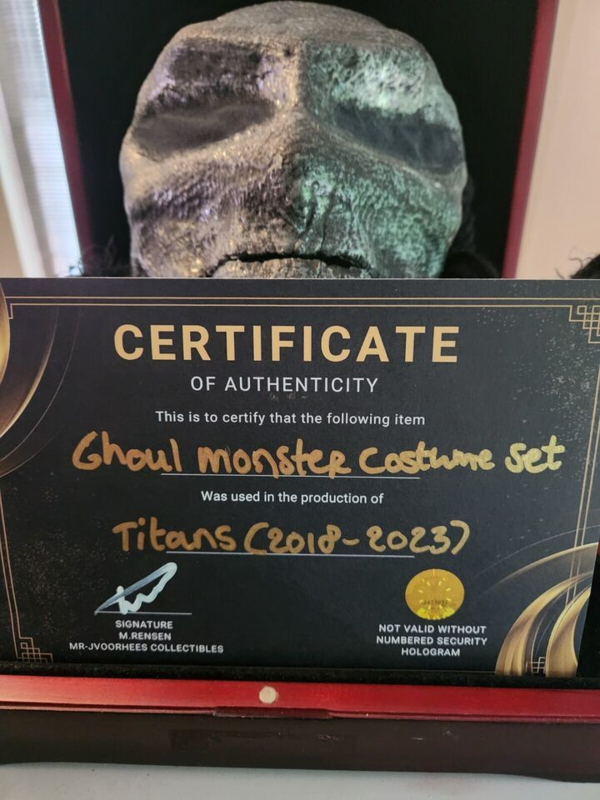 CERTIFICATE
OF AUTHENTICITY
This is to certify that the following item
Ghoul monster costume set
Was used in the production of
Titans (2018-2023)
SIGNATURE
M.RENSEN
MR-JVOORHEES COLLECTIBLES
NOT VALID WITHOUT
NUMBERED SECURITY
HOLOGRAM